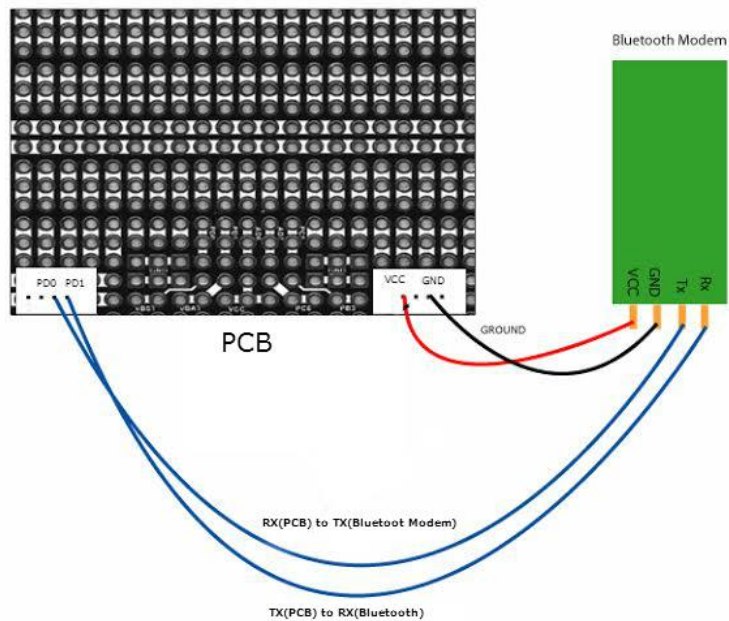 Bluetooth Modem
PD0 PD1
VCC GND
VCC
GND
Tx
Rx
GROUND
PCB
RX(PCB) to TX(Bluetoot Modem)
TX(PCB) to RX(Bluetooth)